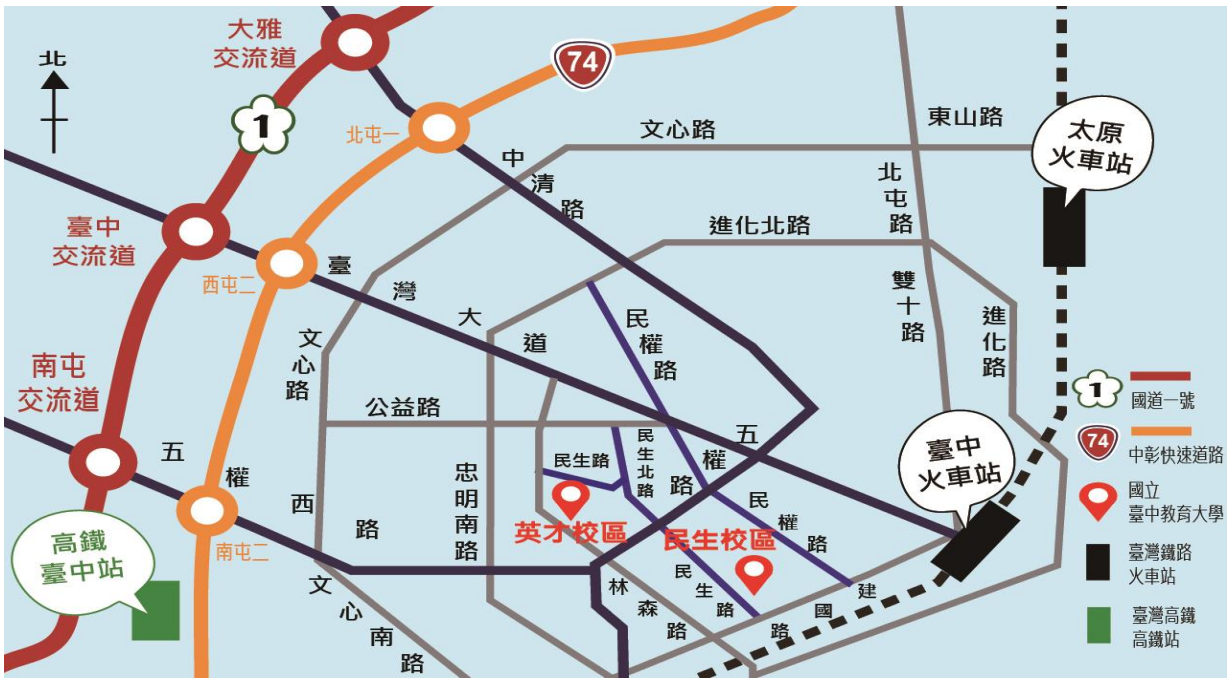 大雅
交流道
北
74
1
北屯一
文心路
東山路
太原
火車站
中清路
北屯路
進化北路
臺中
交流道
西屯二
臺灣大道
雙十路
進化路
民權路
文心路
南屯
交流道
公益路
1
國道一號
74
中彰快速道路
五權西路
忠明南路
民生路
民生北路
五權路
臺中
火車站
國立
臺中教育大學
英才校區
民生校區
民權路
南屯二
高鐵
臺中站
臺灣鐵路
火車站
文心南路
林森路
民生路
建國路
臺灣高鐵
高鐵站